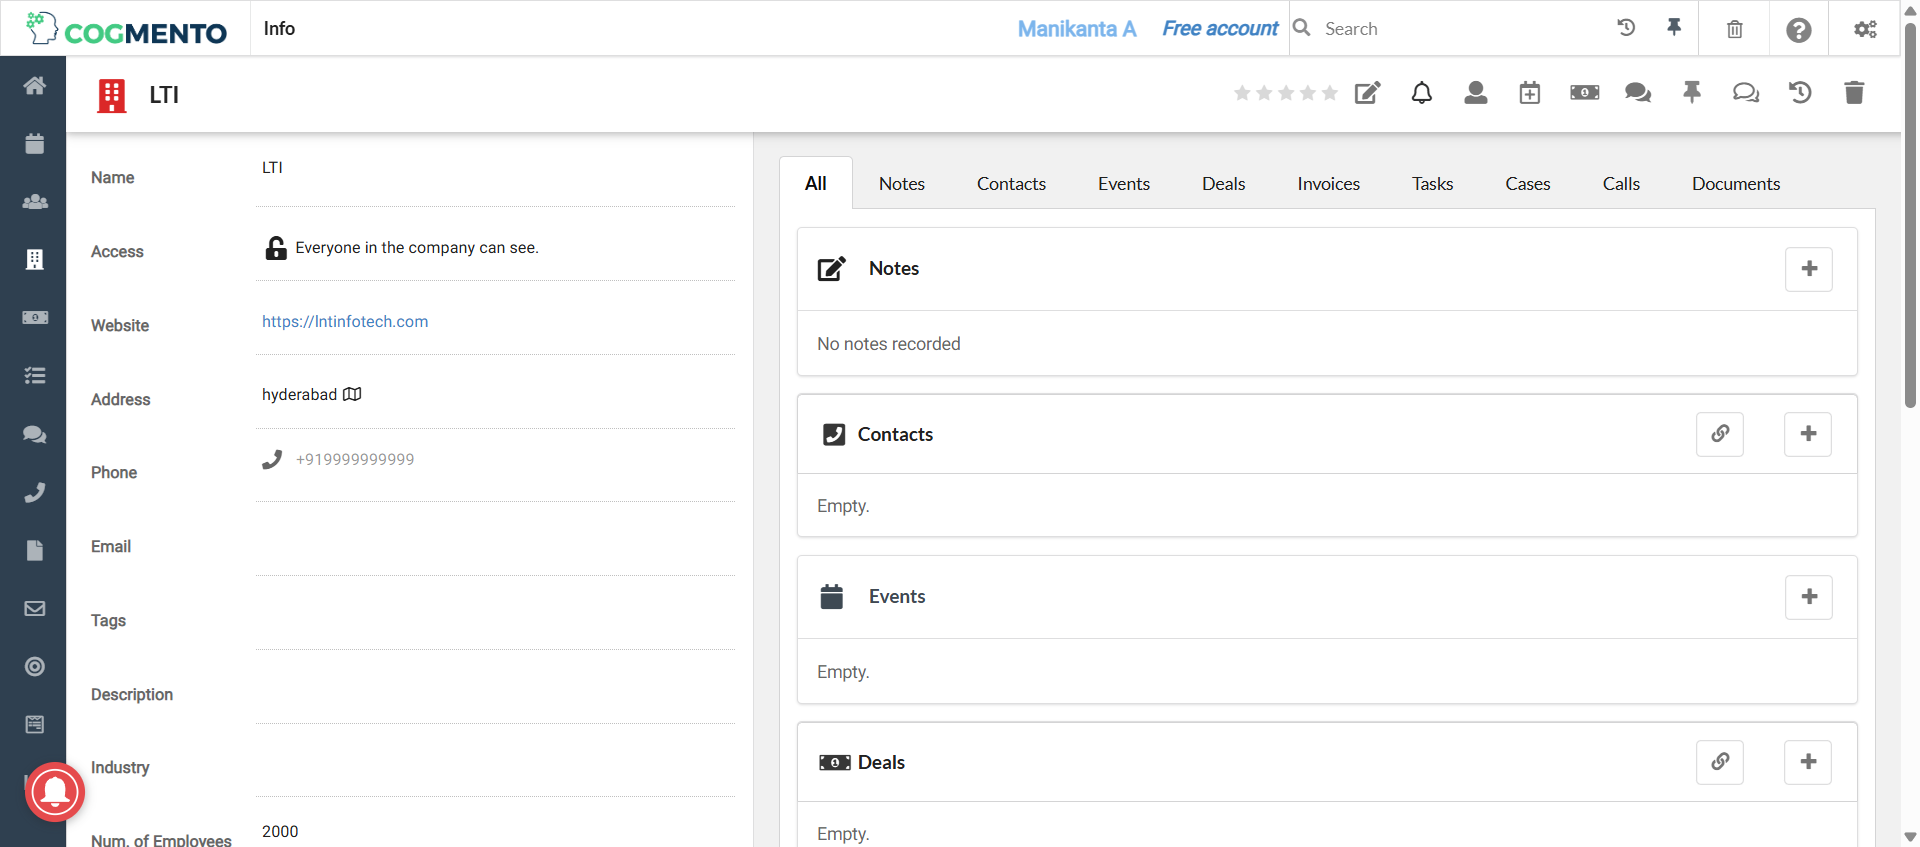 COGMENTO
Info
Manikanta A
Free account
Search
LTI
Name
LTI
Access
Everyone in the company can see.
Website
https://lntinfotech.com
Address
hyderabad
Phone
+919999999999
Email
Tags
Description
Industry
Num. of Employees
2000
All
Notes
Contacts
Events
Deals
Invoices
Tasks
Cases
Calls
Documents
Notes
No notes recorded
Contacts
Empty.
Events
Empty.
Deals
Empty.